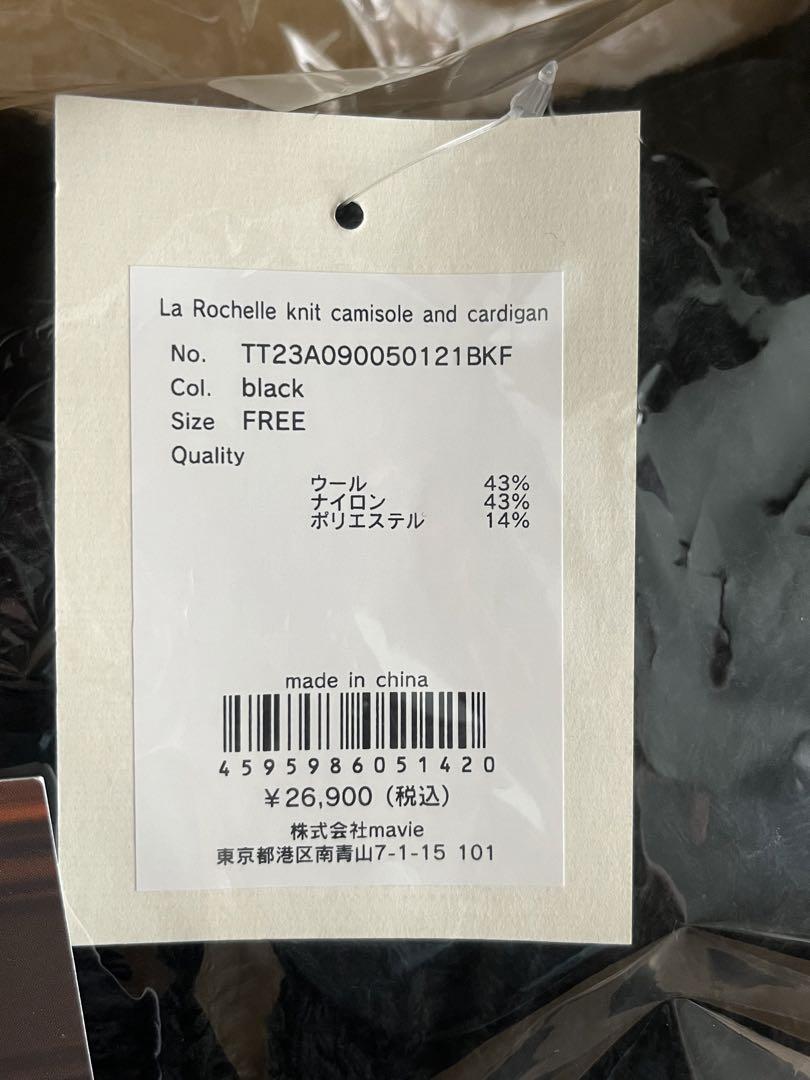 La Rochelle knit camisole and cardigan
No. TT23A090050121BKF
Col. black
Size FREE
Quality
ウール 43%
ナイロン 43%
ポリエステル 14%
made in china
4595986051420
￥26,900（税込）
株式会社mavie
東京都港区南青山7-1-15 101